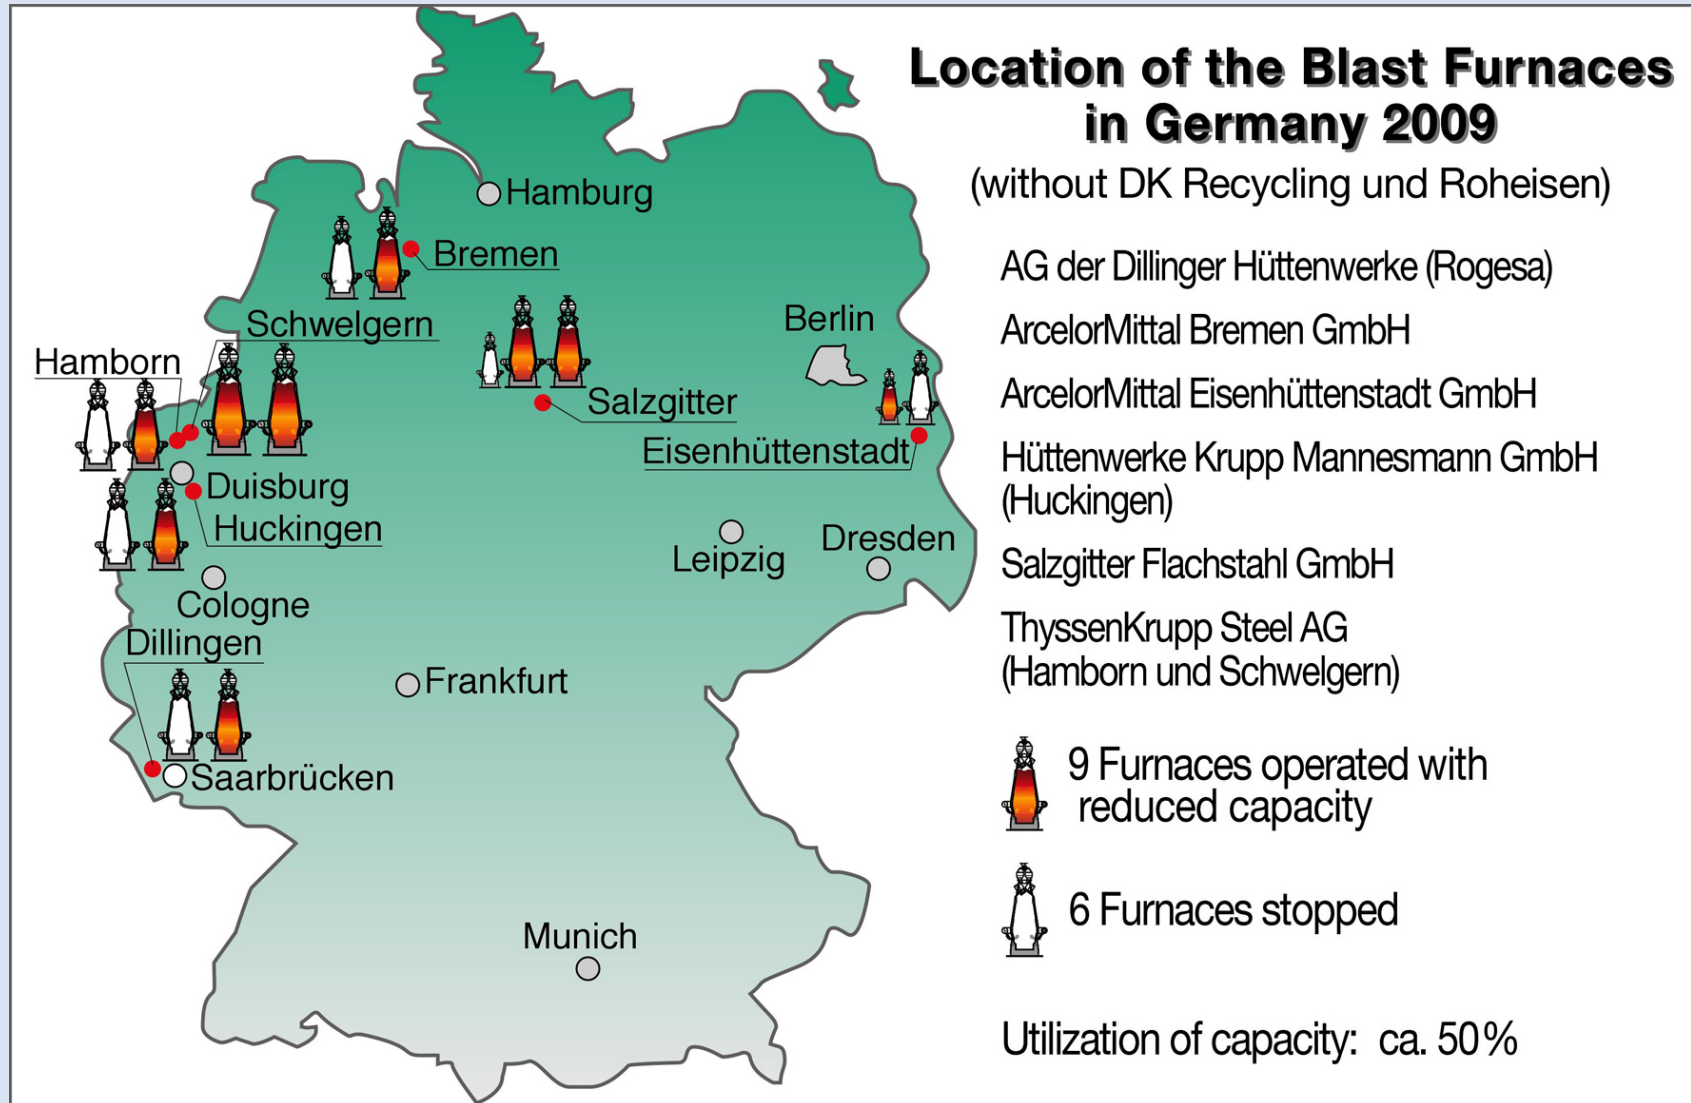 Location of the Blast Furnaces
in Germany 2009
(without DK Recycling und Roheisen)
AG der Dillinger Hüttenwerke (Rogesa)
ArcelorMittal Bremen GmbH
ArcelorMittal Eisenhüttenstadt GmbH
Hüttenwerke Krupp Mannesmann GmbH
(Huckingen)
Salzgitter Flachstahl GmbH
ThyssenKrupp Steel AG
(Hamborn und Schwelgern)
9 Furnaces operated with
reduced capacity
6 Furnaces stopped
Utilization of capacity: ca. 50%
Hamburg
Bremen
Schwelgern
Hamborn
Berlin
Salzgitter
Eisenhüttenstadt
Duisburg
Huckingen
Leipzig
Dresden
Cologne
Dillingen
Frankfurt
Saarbrücken
Munich